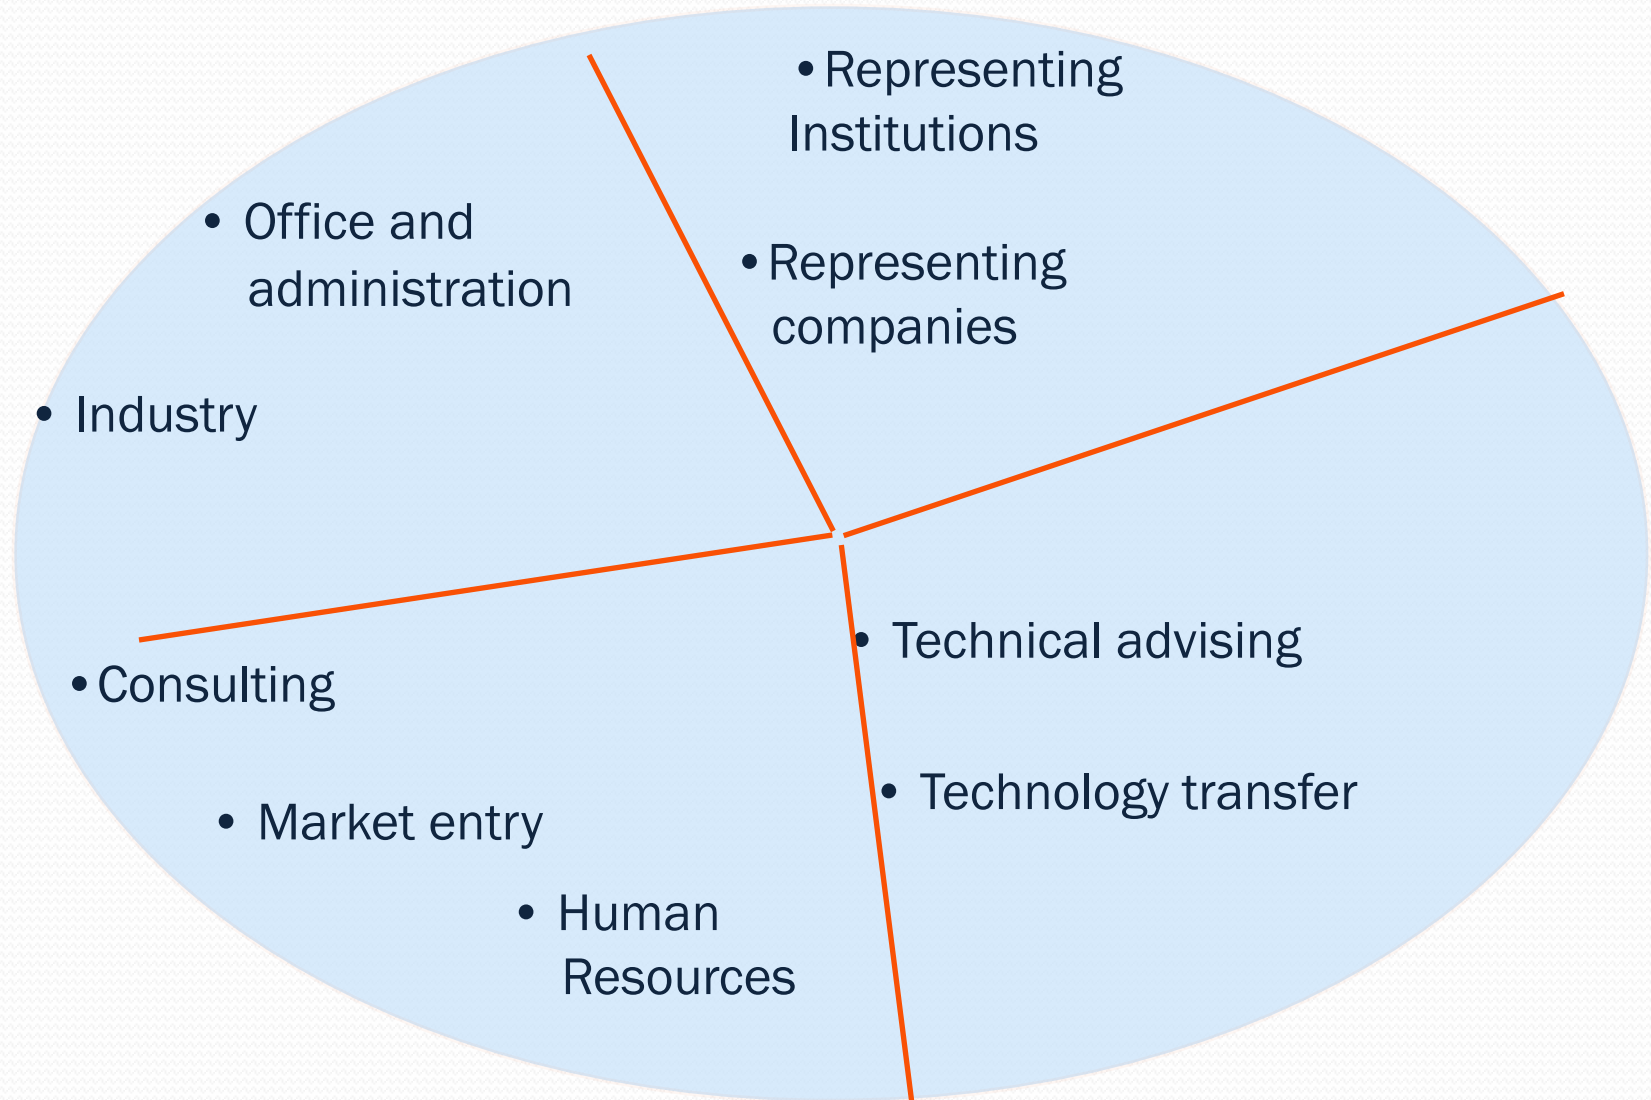 • Representing
Institutions
• Office and
administration
• Representing
companies
• Industry
• Technical advising
• Consulting
• Technology transfer
• Market entry
• Human
Resources